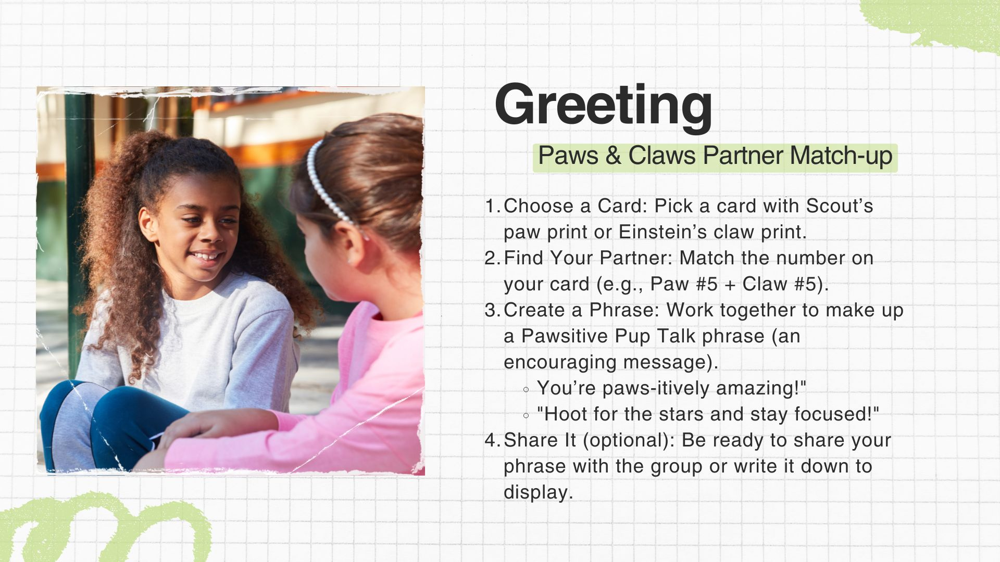 Greeting
Paws & Claws Partner Match-up
1. Choose a Card: Pick a card with Scout’s
paw print or Einstein’s claw print.
2. Find Your Partner: Match the number on
your card (e.g., Paw #5 + Claw #5).
3. Create a Phrase: Work together to make up
a Pawsitive Pup Talk phrase (an
encouraging message).
◦ You’re paws-itively amazing!"
◦ "Hoot for the stars and stay focused!"
4. Share It (optional): Be ready to share your
phrase with the group or write it down to
display.